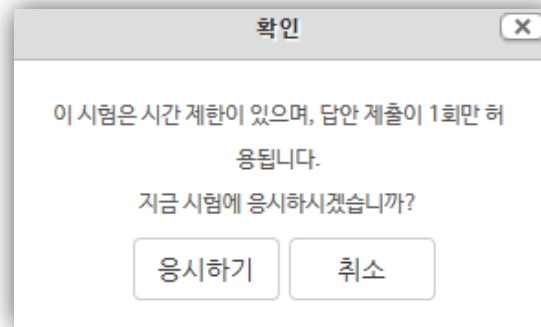 확인
이 시험은 시간 제한이 있으며, 답안 제출이 1회만 허
용됩니다.
지금 시험에 응시하시겠습니까?
응시하기 취소